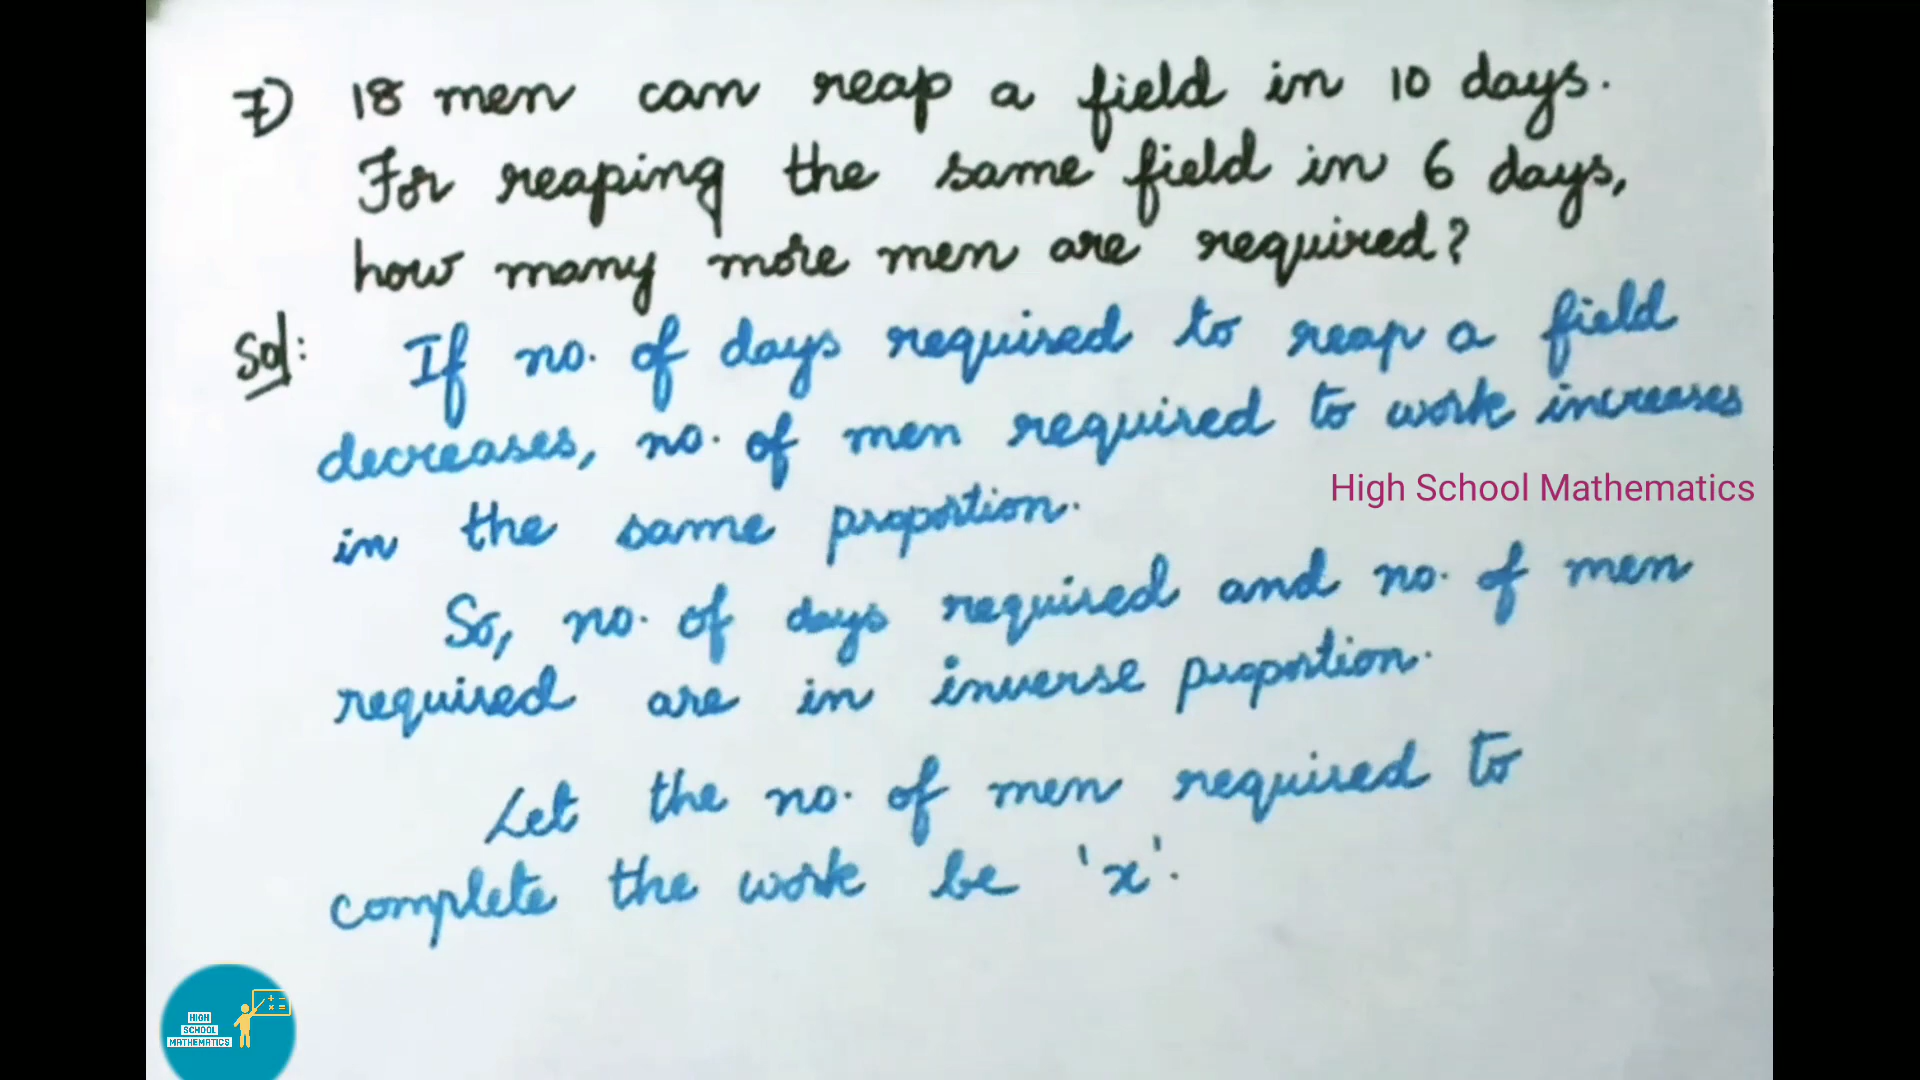 7) 18 men can reap a field in 10 days.
For reaping the same field in 6 days,
how many more men are required?
Sol: If no. of days required to reap a field
decreases, no. of men required to work increases
High School Mathematics
in the same proportion.
So, no. of days required and no. of men
required are in inverse proportion.
Let the no. of men required to
complete the work be 'x'.
HIGH
SCHOOL
MATHEMATICS